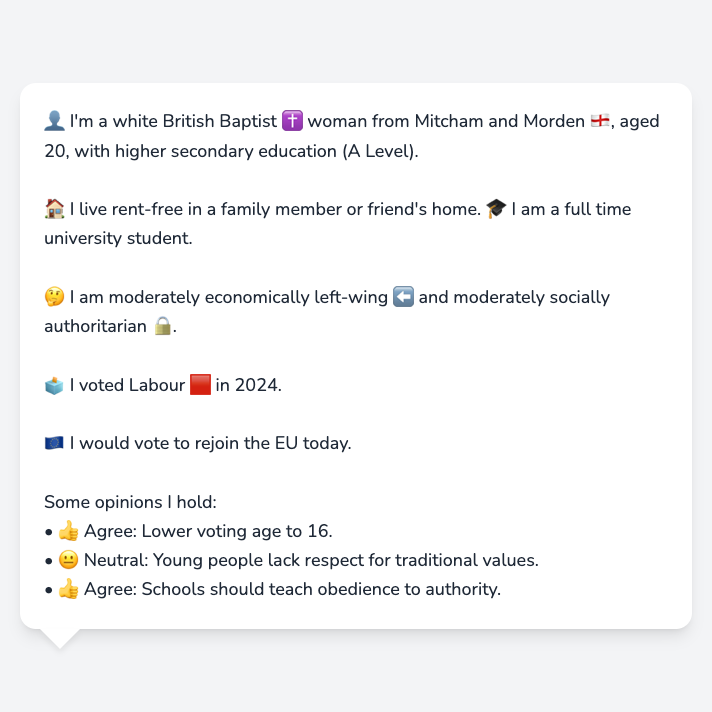 👤 I'm a white British Baptist ✝️ woman from Mitcham and Morden 🏴󠁧󠁢󠁥󠁮󠁧󠁿, aged
20, with higher secondary education (A Level).
🏠 I live rent-free in a family member or friend's home. 🎓 I am a full time
university student.
🤔 I am moderately economically left-wing ⬅️ and moderately socially
authoritarian 🔒.
🗳️ I voted Labour 🟥 in 2024.
🇪🇺 I would vote to rejoin the EU today.
Some opinions I hold:
• 👍 Agree: Lower voting age to 16.
• 😐 Neutral: Young people lack respect for traditional values.
• 👍 Agree: Schools should teach obedience to authority.